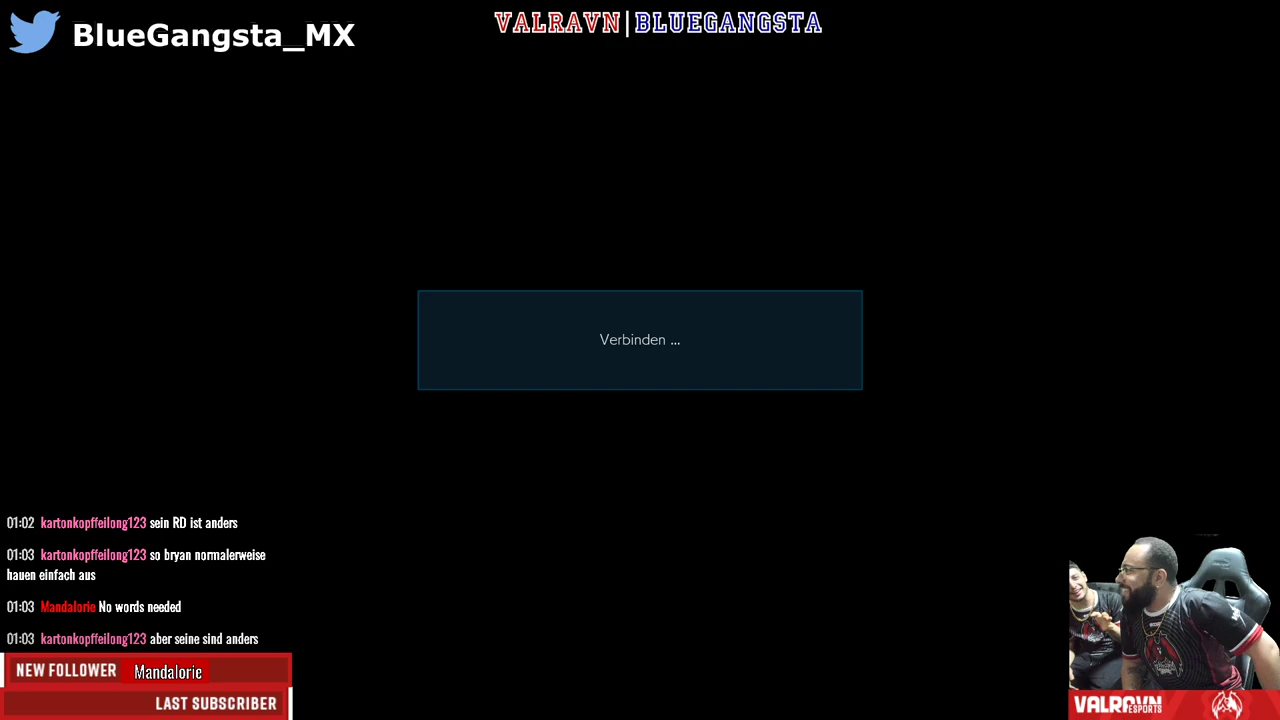 BlueGangsta_MX
VALRAVN|BLUEGANGSTA
Verbinden ...
01:02 kartonkopffeilong123 sein RD ist anders
01:03 kartonkopffeilong123 so bryan normalerweise
hauen einfach aus
01:03 Mandalorie No words needed
01:03 kartonkopffeilong123 aber seine sind anders
NEW FOLLOWER Mandalorie
LAST SUBSCRIBER
VALRAVN
ESPORTS